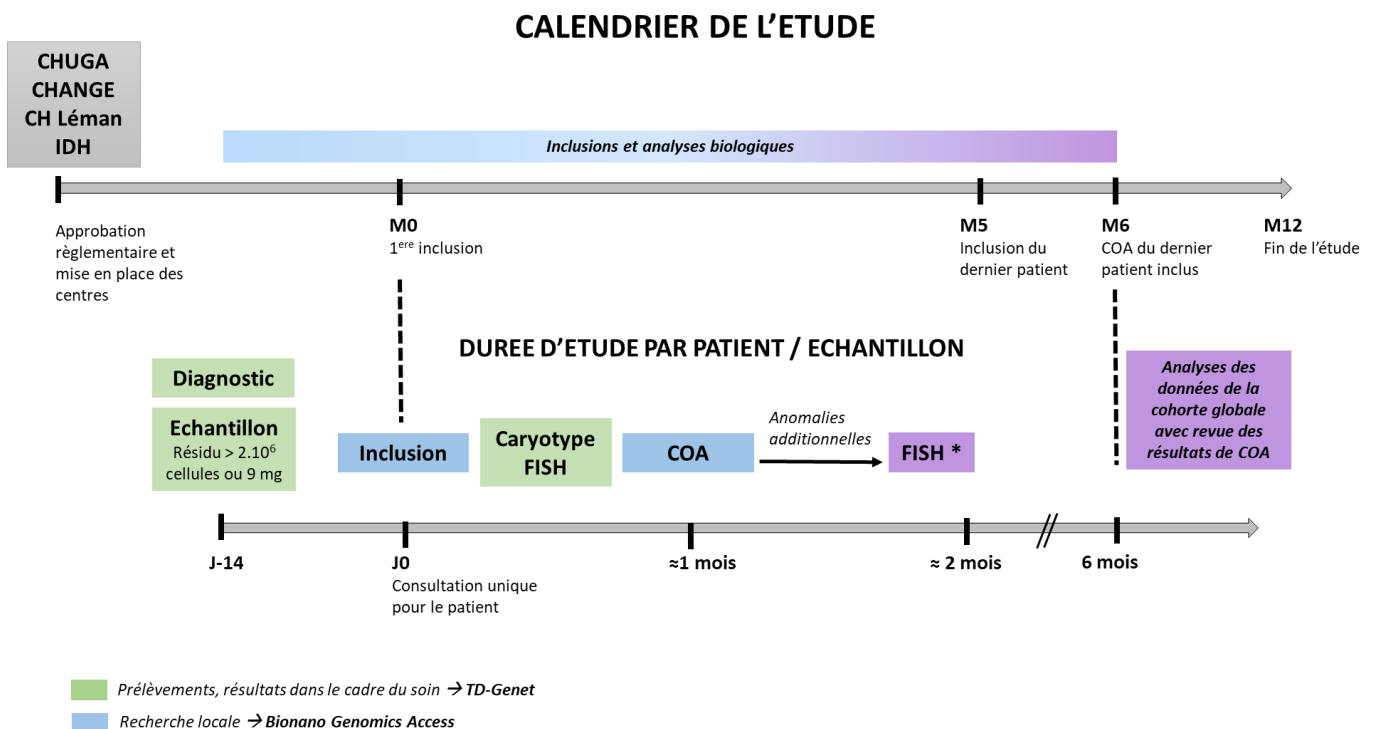 CALENDRIER DE L'ETUDE
CHUGA
CHANGE
CH Léman
IDH
Inclusions et analyses biologiques
Approbation
règlementaire et
mise en place des
centres
M0
1ere inclusion
M5
Inclusion du
dernier patient
M6
COA du dernier
patient inclus
M12
Fin de l'étude
DUREE D'ETUDE PAR PATIENT / ECHANTILLON
Diagnostic
Echantillon
Résidu > 2.10⁶
cellules ou 9 mg
Inclusion
Caryotype
FISH
COA
Anomalies
additionnelles
FISH *
Analyses des
données de la
cohorte globale
avec revue des
résultats de COA
J-14
J0
Consultation unique
pour le patient
≈1 mois
≈ 2 mois
6 mois
Prélèvements, résultats dans le cadre du soin → TD-Genet
Recherche locale → Bionano Genomics Access